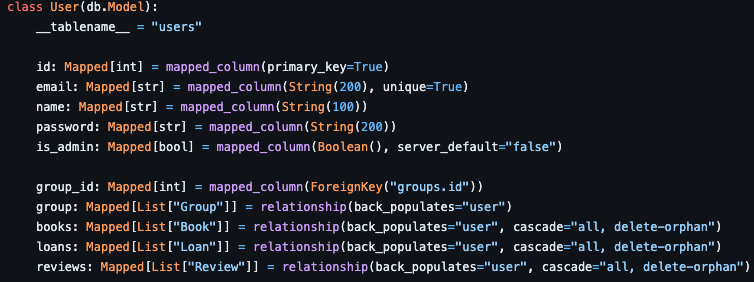 class User(db.Model):
    __tablename__ = "users"

    id: Mapped[int] = mapped_column(primary_key=True)
    email: Mapped[str] = mapped_column(String(200), unique=True)
    name: Mapped[str] = mapped_column(String(100))
    password: Mapped[str] = mapped_column(String(200))
    is_admin: Mapped[bool] = mapped_column(Boolean(), server_default="false")

    group_id: Mapped[int] = mapped_column(ForeignKey("groups.id"))
    group: Mapped[List["Group"]] = relationship(back_populates="user")
    books: Mapped[List["Book"]] = relationship(back_populates="user", cascade="all, delete-orphan")
    loans: Mapped[List["Loan"]] = relationship(back_populates="user", cascade="all, delete-orphan")
    reviews: Mapped[List["Review"]] = relationship(back_populates="user", cascade="all, delete-orphan")